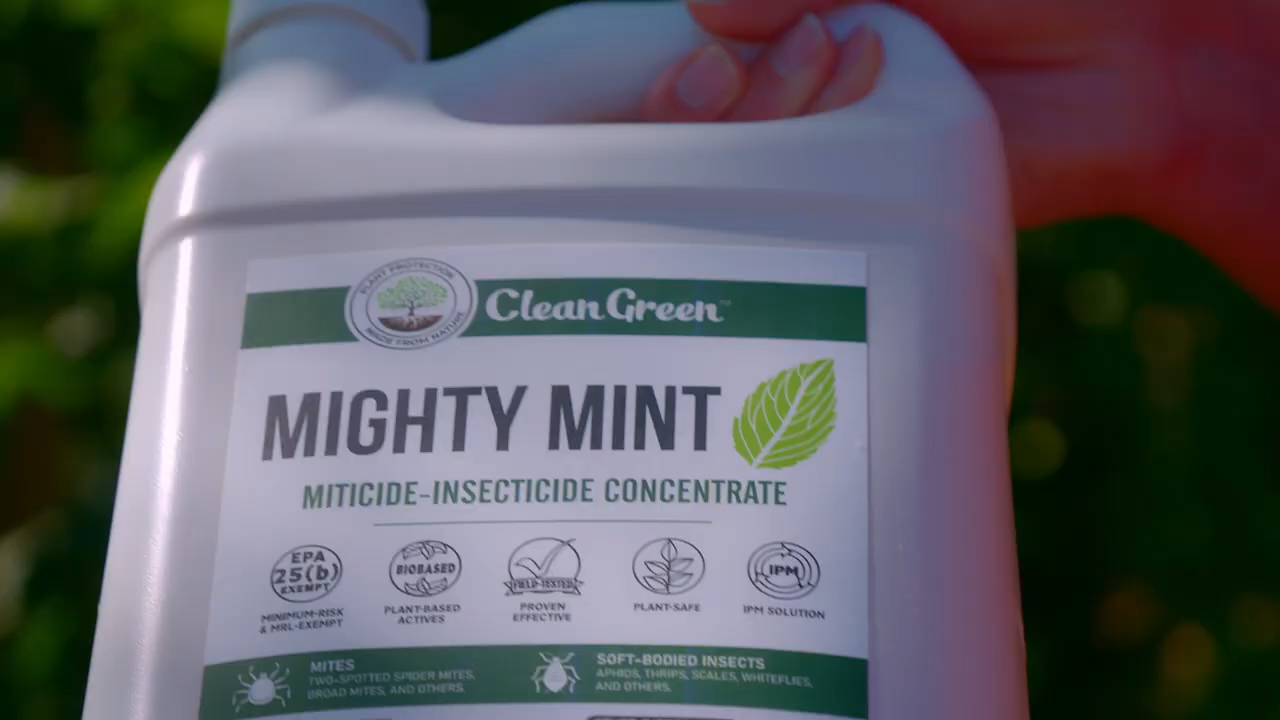 PLANT PROTECTION
MADE FROM NATURE
Clean Green™
MIGHTY MINT
MITICIDE-INSECTICIDE CONCENTRATE
EPA
25(b)
EXEMPT
MINIMUM-RISK
& MRL-EXEMPT
BIOBASED
PLANT-BASED
ACTIVES
FIELD-TESTED
PROVEN
EFFECTIVE
PLANT-SAFE
IPM
IPM SOLUTION
MITES
TWO-SPOTTED SPIDER MITES,
BROAD MITES, AND OTHERS.
SOFT-BODIED INSECTS
APHIDS, THRIPS, SCALES, WHITEFLIES,
AND OTHERS.